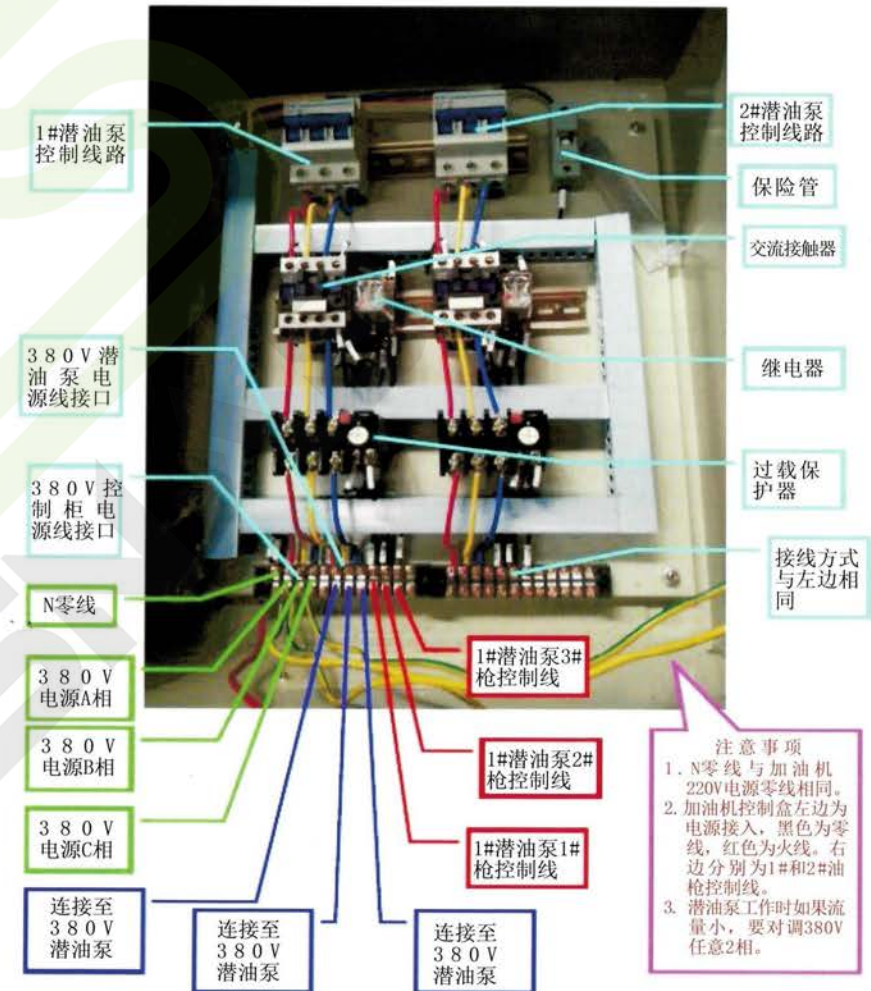 1#潜油泵
控制线路
2#潜油泵
控制线路
保险管
交流接触器
380V潜
油泵电
源线接口
继电器
380V控
制柜电
源线接口
过载保
护器
接线方式
与左边相
同
N零线
380V
电源A相
380V
电源B相
380V
电源C相
连接至
380V
潜油泵
连接至
380V
潜油泵
连接至
380V
潜油泵
1#潜油泵3#
枪控制线
1#潜油泵2#
枪控制线
1#潜油泵1#
枪控制线
注意事项
1. N零线与加油机
220V电源零线相同。
2. 加油机控制盒左边为
电源接入，黑色为零
线，红色为火线。右
边分别为1#和2#油
枪控制线。
3. 潜油泵工作时如果流
量小，要对调380V
任意2相。